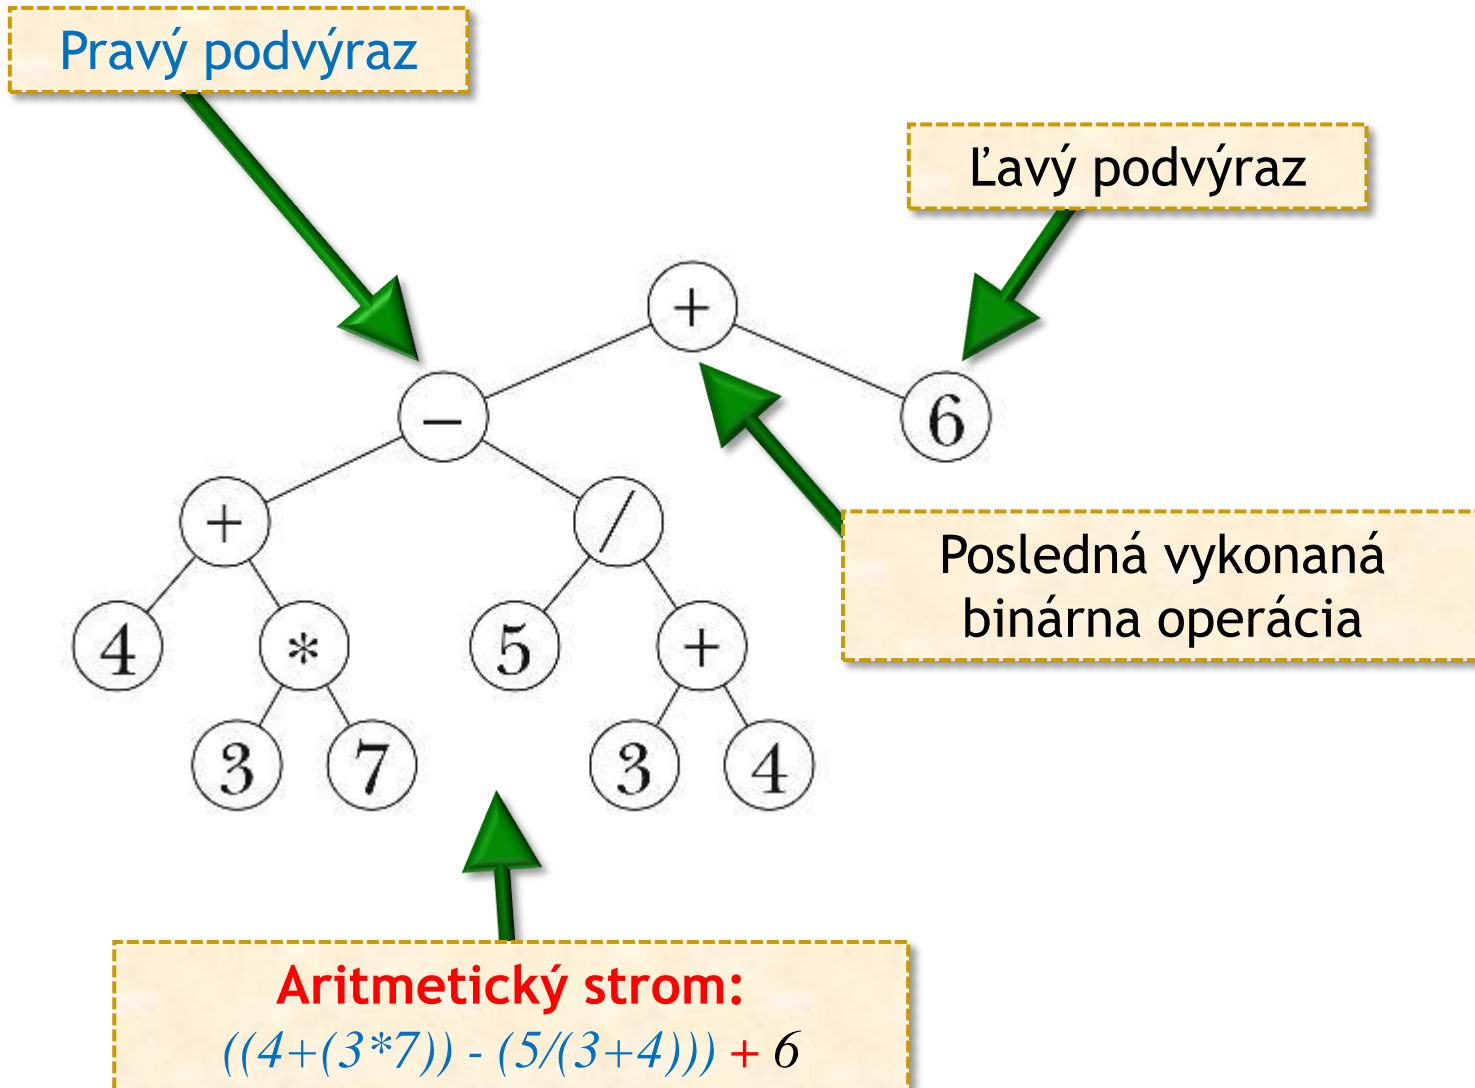 Pravý podvýraz
Ľavý podvýraz
+
– 6
+ /
Posledná vykonaná
binárna operácia
4 * 5 +
3 7 3 4
Aritmetický strom:
((4+(3*7)) - (5/(3+4))) + 6